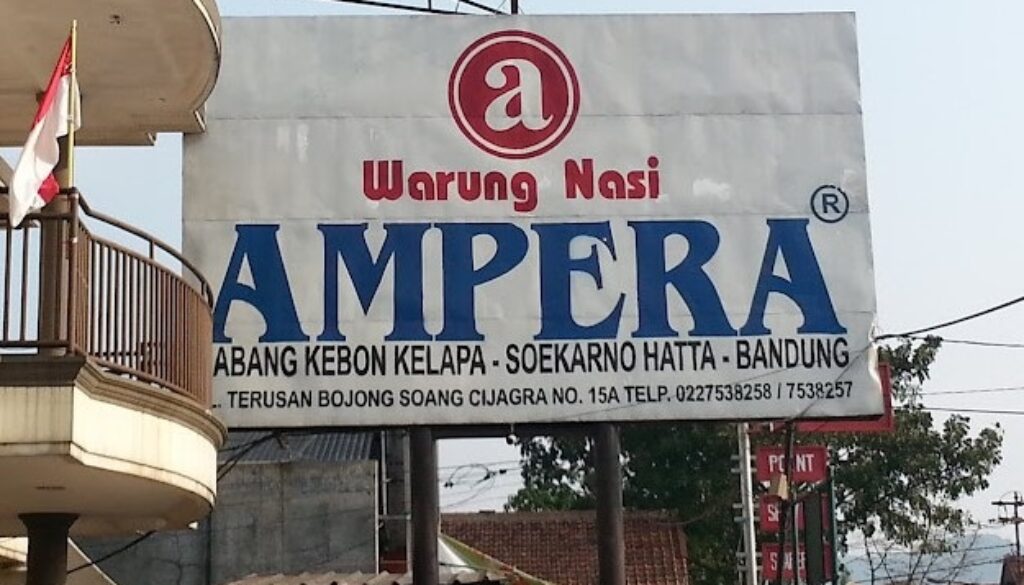 a
Warung Nasi
AMPERA ®
ABANG KEBON KELAPA - SOEKARNO HATTA - BANDUNG
L. TERUSAN BOJONG SOANG CIJAGRA NO. 15A TELP. 0227538258 / 7538257
POINT